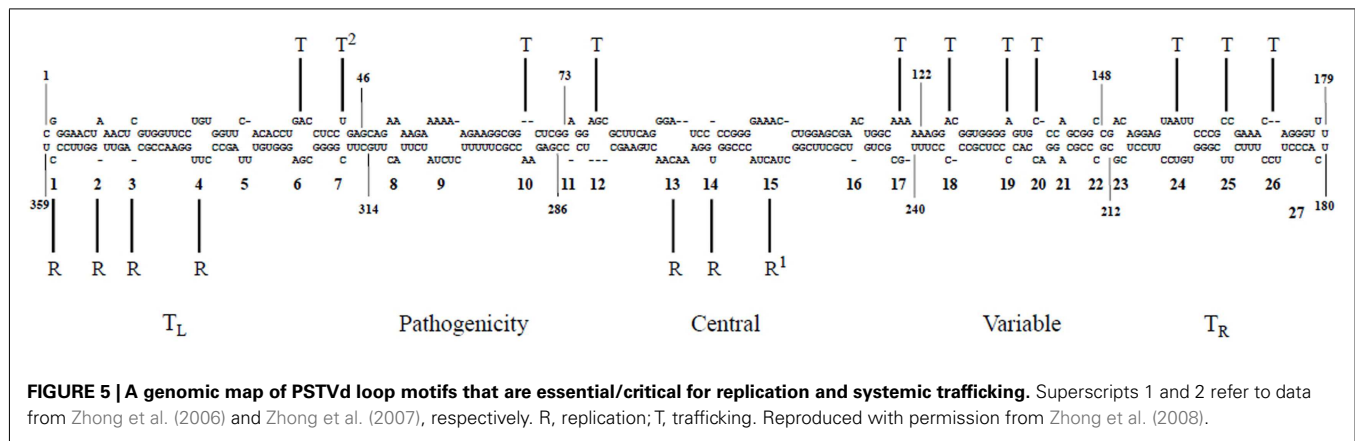 T T² T T T T T T T T T
1 46 73 122 148 179
G A C UGU C- GAC U AA AAAA- -- A AGC GGA-- - GAAAC- AC AAA AC A C- A AC UAAUU CC C-- U
C GGAACU AACU GUGGUUCC GGUU ACACCU CUCC GAGCAG AAGA AGAAGGCGG CUCGG GG GCUUCAG UCC CCGGG CUGGAGCGA UGGC AAAGG GGUGGGG GUG CC GCGG CG AGGAG CCCG GAAA AGGGU U
U CCUUGG UUGA CGCCAAGG CCGA UGUGGG GGGG UUCGUU UUCU UUUUUCGCC GAGCC CU CGAAGUC AGG GGCCC GGCUUCGCU GUCG UUUCC CCGCUCC CAC GG CGCC GC UCCUU GGGC CUUU UCCCA U
C - - UUC UU AGC C CA AUCUC AA - --- AACAA U AUCAUC - -CG- C- C A A A GC CCUGU UU CCU C
1 2 3 4 5 6 7 8 9 10 11 12 13 14 15 16 17 18 19 20 21 22 23 24 25 26 27
359 314 286 240 212 180
R R R R R R R¹
T_L Pathogenicity Central Variable T_R
FIGURE 5 | A genomic map of PSTVd loop motifs that are essential/critical for replication and systemic trafficking. Superscripts 1 and 2 refer to data
from Zhong et al. (2006) and Zhong et al. (2007), respectively. R, replication; T, trafficking. Reproduced with permission from Zhong et al. (2008).